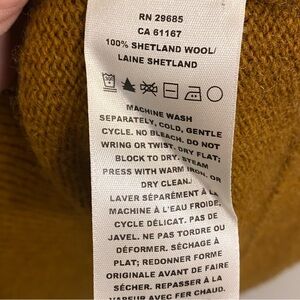 RN 29685
CA 61167
100% SHETLAND WOOL/
LAINE SHETLAND
MACHINE WASH
SEPARATELY, COLD, GENTLE
CYCLE. NO BLEACH. DO NOT
WRING OR TWIST. DRY FLAT;
BLOCK TO DRY. STEAM
PRESS WITH WARM IRON, OR
DRY CLEAN./
LAVER SÉPARÉMENT À LA
MACHINE À L'EAU FROIDE.
CYCLE DÉLICAT. PAS DE
JAVEL. NE PAS TORDRE OU
DÉFORMER. SÉCHAGE À
PLAT; REDONNER FORME
ORIGINALE AVANT DE FAIRE
SÉCHER. REPASSER À LA
VAPEUR AVEC FER CHAUD.